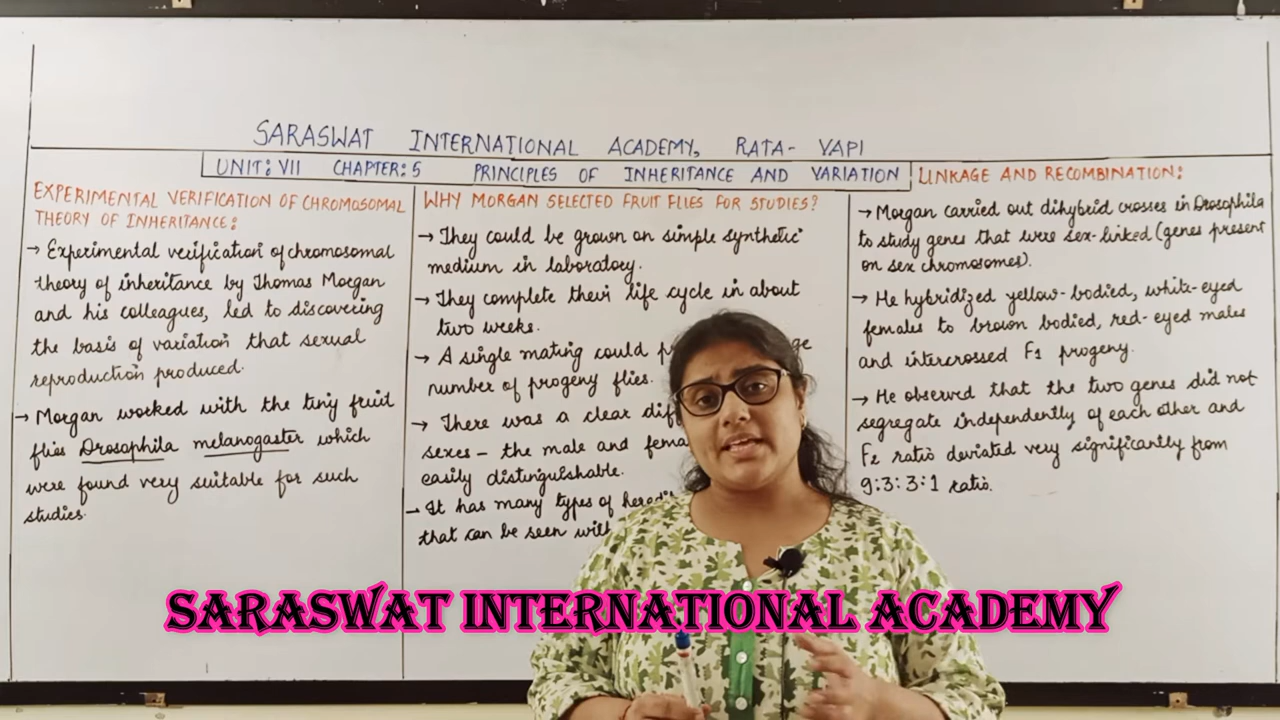 SARASWAT INTERNATIONAL ACADEMY, RATA- VAPI
UNIT: VII CHAPTER: 5 PRINCIPLES OF INHERITANCE AND VARIATION
EXPERIMENTAL VERIFICATION OF CHROMOSOMAL
THEORY OF INHERITANCE:
→ Experimental verification of chromosomal
theory of inheritance by Thomas Morgan
and his colleagues, led to discovering
the basis of variation that sexual
reproduction produced.
→ Morgan worked with the tiny fruid
flies Drosophila melanogaster which
were found very suitable for such
studies.
WHY MORGAN SELECTED FRUIT FLIES FOR STUDIES?
→ They could be grown on simple synthetic
medium in laboratory.
→ They complete their life cycle in about
two weeks.
→ A single mating could
number of progeny flies.
→ There was a clear
sexes - the male and
easily distinguishable.
→ It has many types of
that can be seen
LINKAGE AND RECOMBINATION:
→ Morgan carried out dihybrid crosses in Drosophila
to study genes that were sex-linked (genes present
on sex chromosomes).
→ He hybridized yellow-bodied, white-eyed
females to brown bodied, red-eyed males
and intercrossed F1 progeny.
→ He observed that the two genes did not
segregate independently of each other and
F2 ratio deviated very significantly from
9:3:3:1 ratio.
SARASWAT INTERNATIONAL ACADEMY